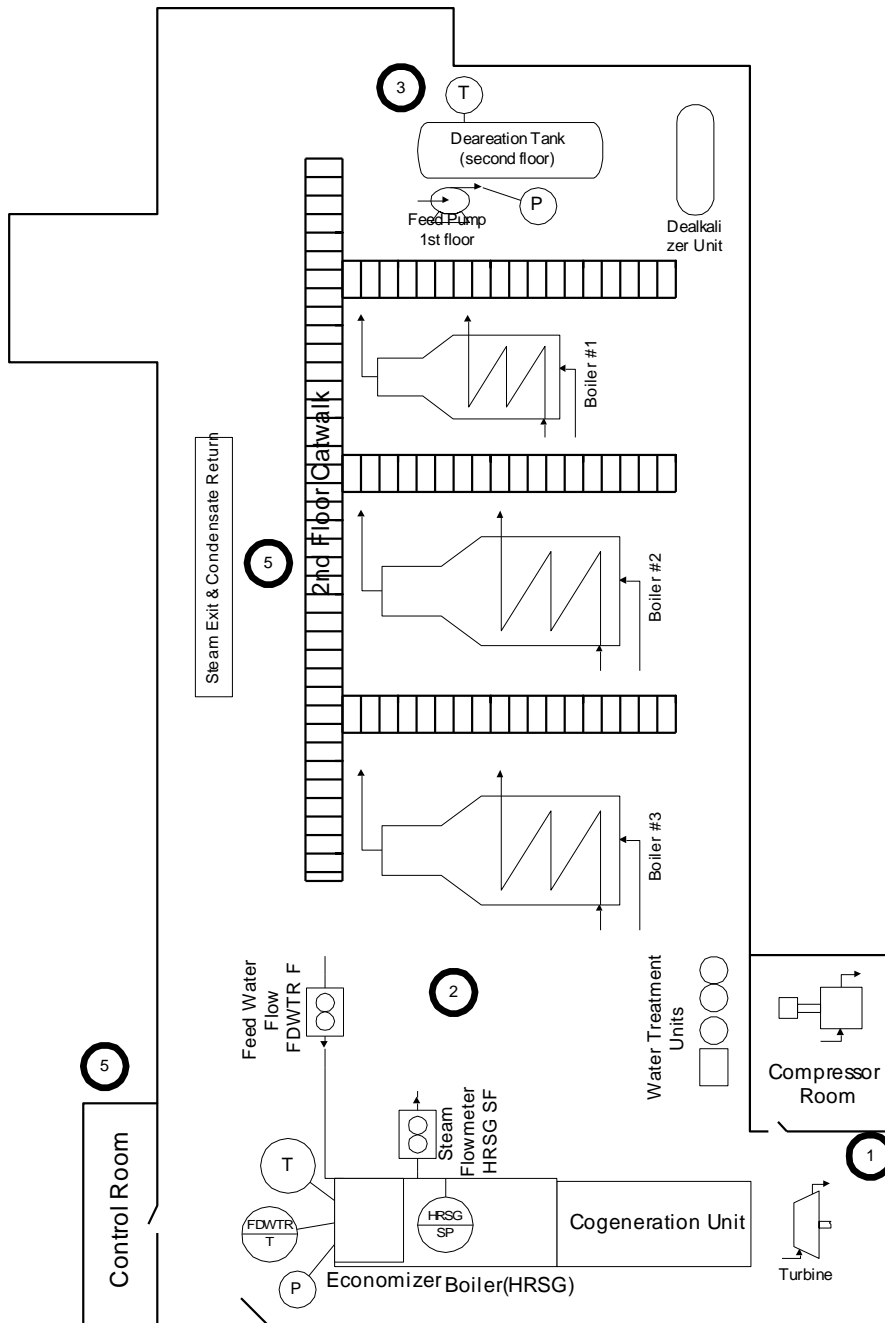 3
T
Deareation Tank
(second floor)
P
Feed Pump
1st floor
Dealkali
zer Unit
Boiler #1
2nd Floor Catwalk
Steam Exit & Condensate Return
5
Boiler #2
Boiler #3
Feed Water
Flow
FDWTR F
2
Water Treatment
Units
Compressor
Room
5
Steam
Flowmeter
HRSG SF
1
Control Room
T
FDWTR
T
HRSG
SP
Cogeneration Unit
P
Economizer
Boiler(HRSG)
Turbine